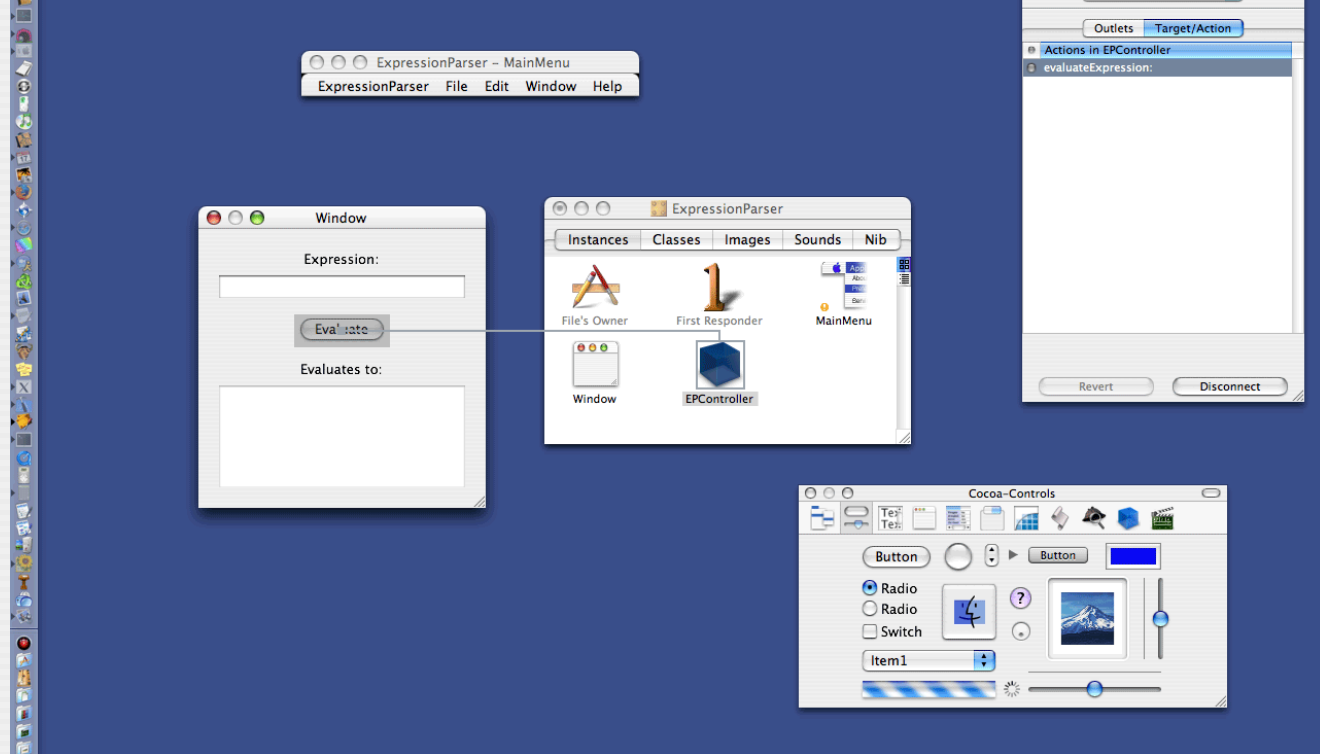 Outlets Target/Action
Actions in EPController
evaluateExpression:
Revert Disconnect
ExpressionParser – MainMenu
ExpressionParser File Edit Window Help
Window
Expression:
Evaluate
Evaluates to:
ExpressionParser
Instances Classes Images Sounds Nib
File's Owner First Responder MainMenu
Window EPController
Cocoa-Controls
Button Button
Radio
Radio
Switch
?
Item1